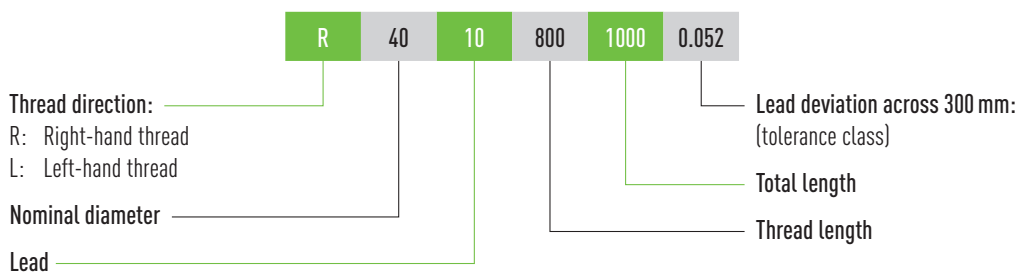 R 40 10 800 1000 0.052
Thread direction:
R: Right-hand thread
L: Left-hand thread
Nominal diameter
Lead
Lead deviation across 300 mm:
(tolerance class)
Total length
Thread length